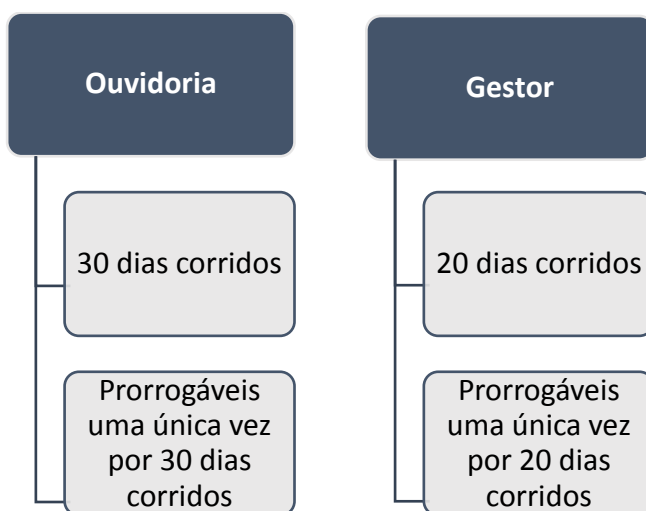 Ouvidoria
30 dias corridos
Prorrogáveis
uma única vez
por 30 dias
corridos
Gestor
20 dias corridos
Prorrogáveis
uma única vez
por 20 dias
corridos